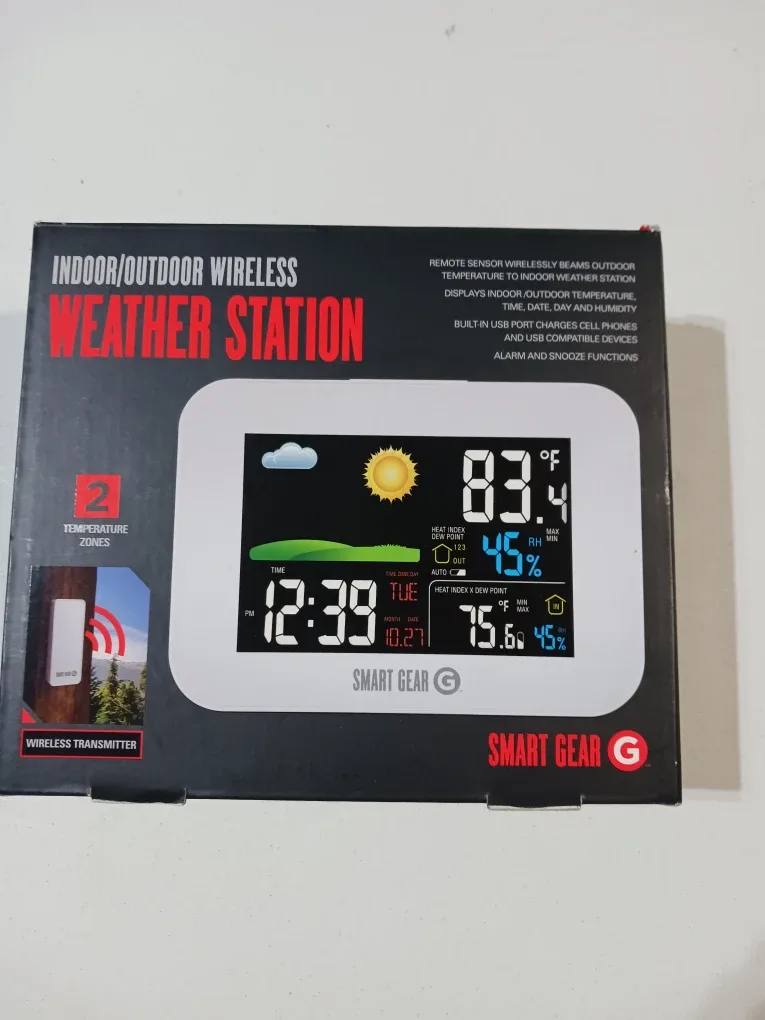 INDOOR/OUTDOOR WIRELESS
WEATHER STATION
REMOTE SENSOR WIRELESSLY BEAMS OUTDOOR
TEMPERATURE TO INDOOR WEATHER STATION
DISPLAYS INDOOR /OUTDOOR TEMPERATURE,
TIME, DATE, DAY AND HUMIDITY
BUILT-IN USB PORT CHARGES CELL PHONES
AND USB COMPATIBLE DEVICES
ALARM AND SNOOZE FUNCTIONS
2
TEMPERATURE
ZONES
SMART GEAR G
WIRELESS TRANSMITTER
83.4 °F
MAX
MIN
HEAT INDEX
DEW POINT
123
OUT
AUTO
45% RH
TIME
PM 12:39
TIME ZONE DAY
TUE
MONTH DATE
10.27
HEAT INDEX X DEW POINT
75.6 °F
MIN
MAX
IN
RH
45%
SMART GEAR G
SMART GEAR G